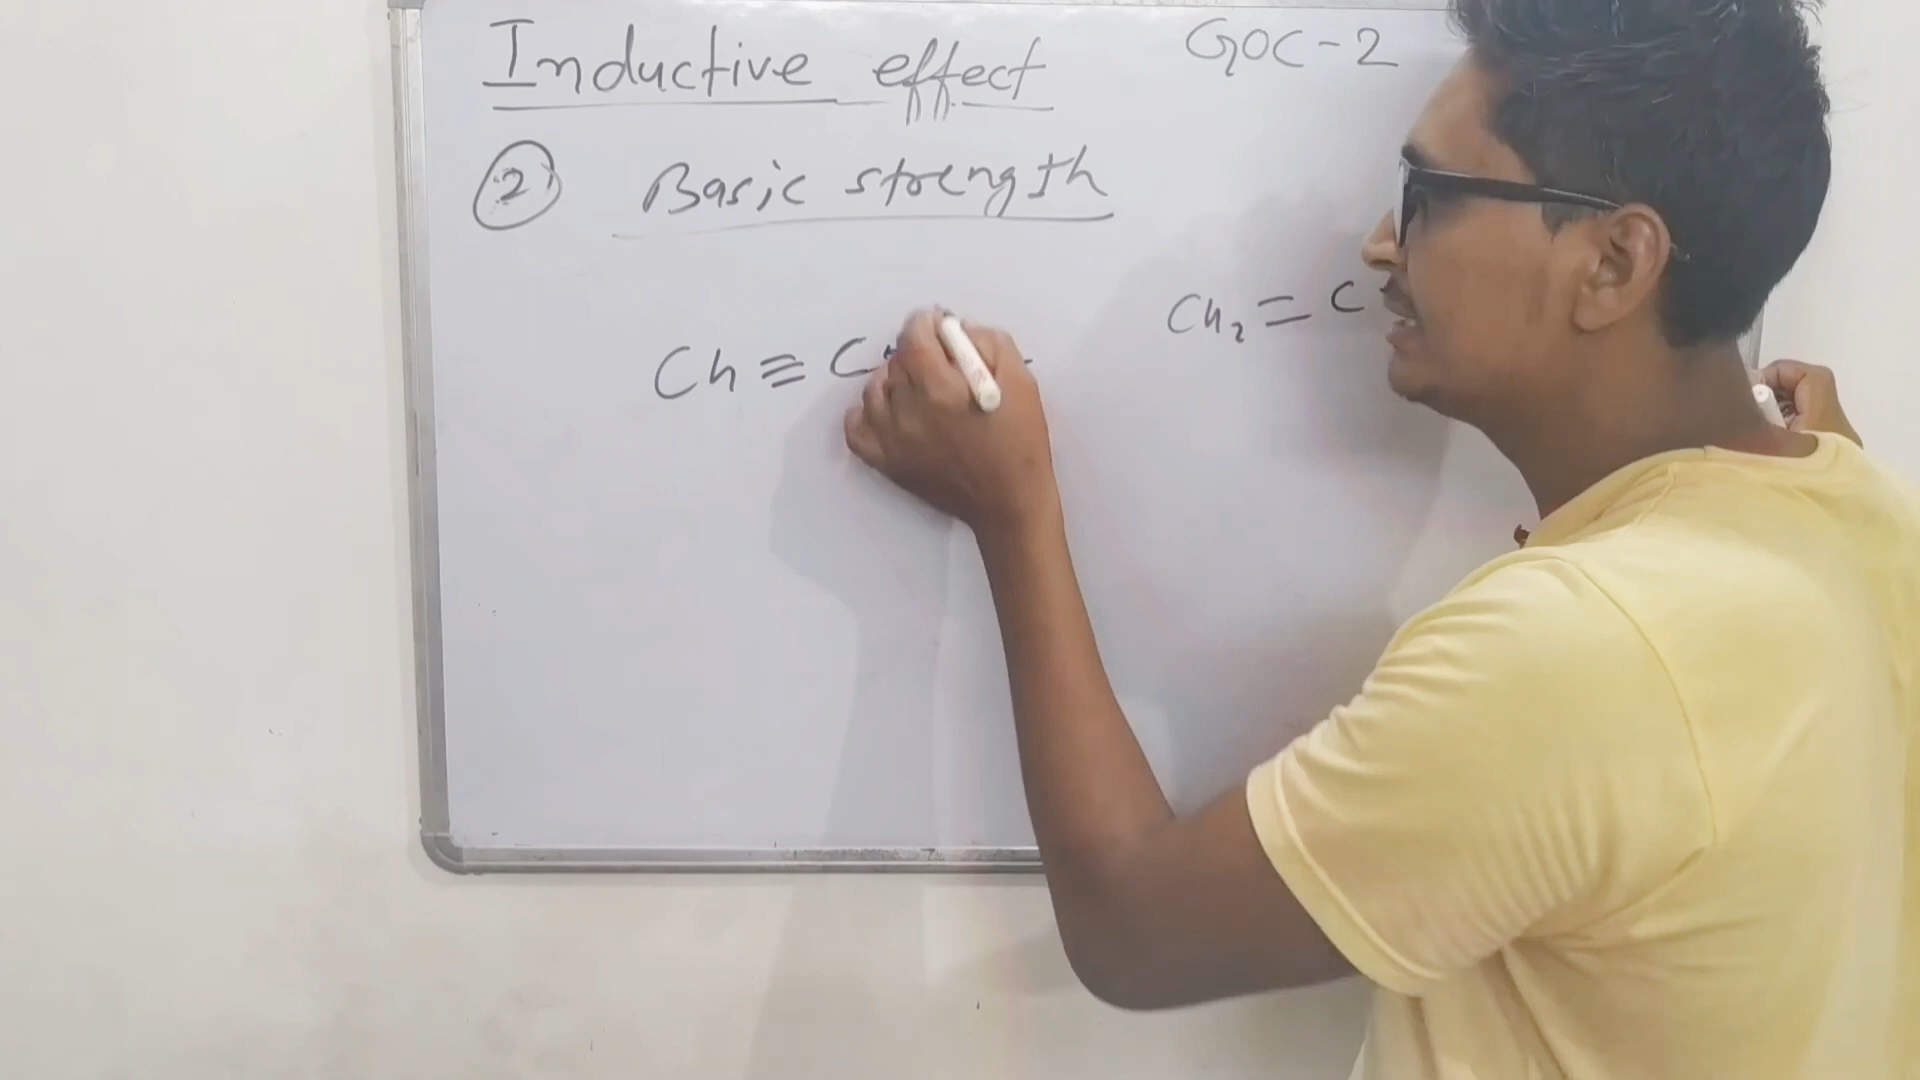 Inductive effect GOC-2
② Basic strength
Ch₂ = C
Ch ≡ C